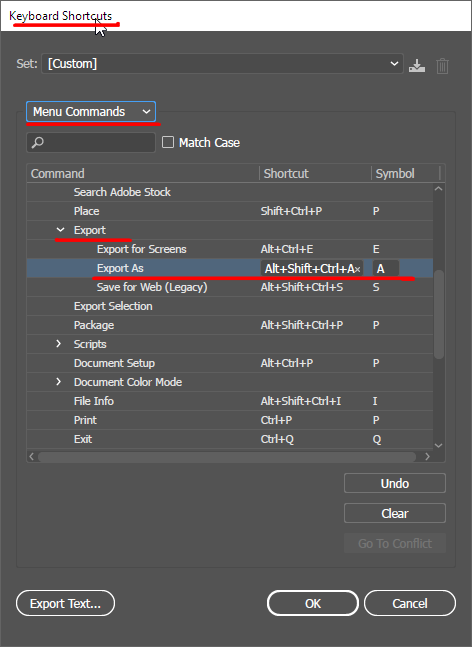 Keyboard Shortcuts
Set: [Custom]
Menu Commands
Match Case
Command Shortcut Symbol
Search Adobe Stock
Place Shift+Ctrl+P P
Export
Export for Screens Alt+Ctrl+E E
Export As Alt+Shift+Ctrl+A× A
Save for Web (Legacy) Alt+Shift+Ctrl+S S
Export Selection
Package Alt+Shift+Ctrl+P P
Scripts
Document Setup Alt+Ctrl+P P
Document Color Mode
File Info Alt+Shift+Ctrl+I I
Print Ctrl+P P
Exit Ctrl+Q Q
Undo
Clear
Go To Conflict
Export Text... OK Cancel